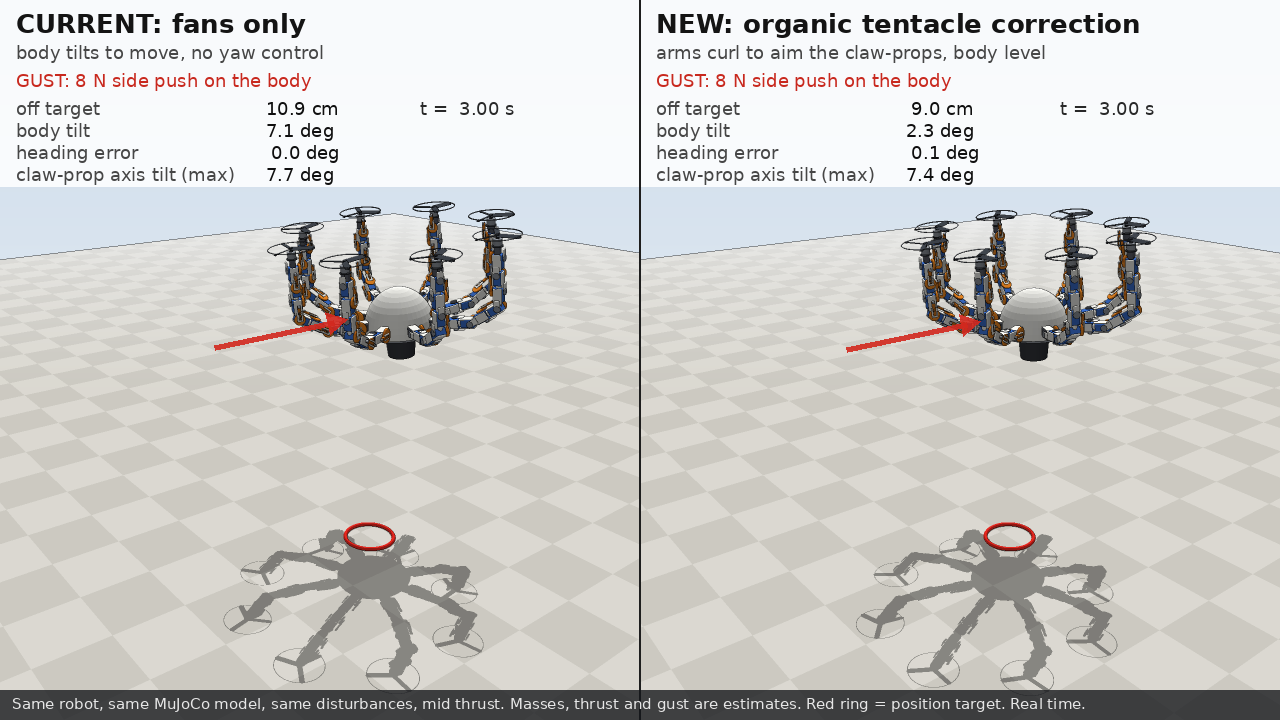 CURRENT: fans only
body tilts to move, no yaw control
GUST: 8 N side push on the body
off target 10.9 cm t = 3.00 s
body tilt 7.1 deg
heading error 0.0 deg
claw-prop axis tilt (max) 7.7 deg
NEW: organic tentacle correction
arms curl to aim the claw-props, body level
GUST: 8 N side push on the body
off target 9.0 cm t = 3.00 s
body tilt 2.3 deg
heading error 0.1 deg
claw-prop axis tilt (max) 7.4 deg
Same robot, same MuJoCo model, same disturbances, mid thrust. Masses, thrust and gust are estimates. Red ring = position target. Real time.